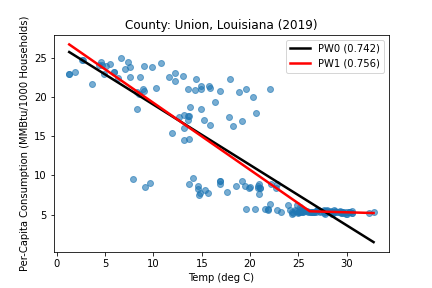 County: Union, Louisiana (2019)
PW0 (0.742)
PW1 (0.756)
Per-Capita Consumption (MMBtu/1000 Households)
25
20
15
10
5
0 5 10 15 20 25 30
Temp (deg C)